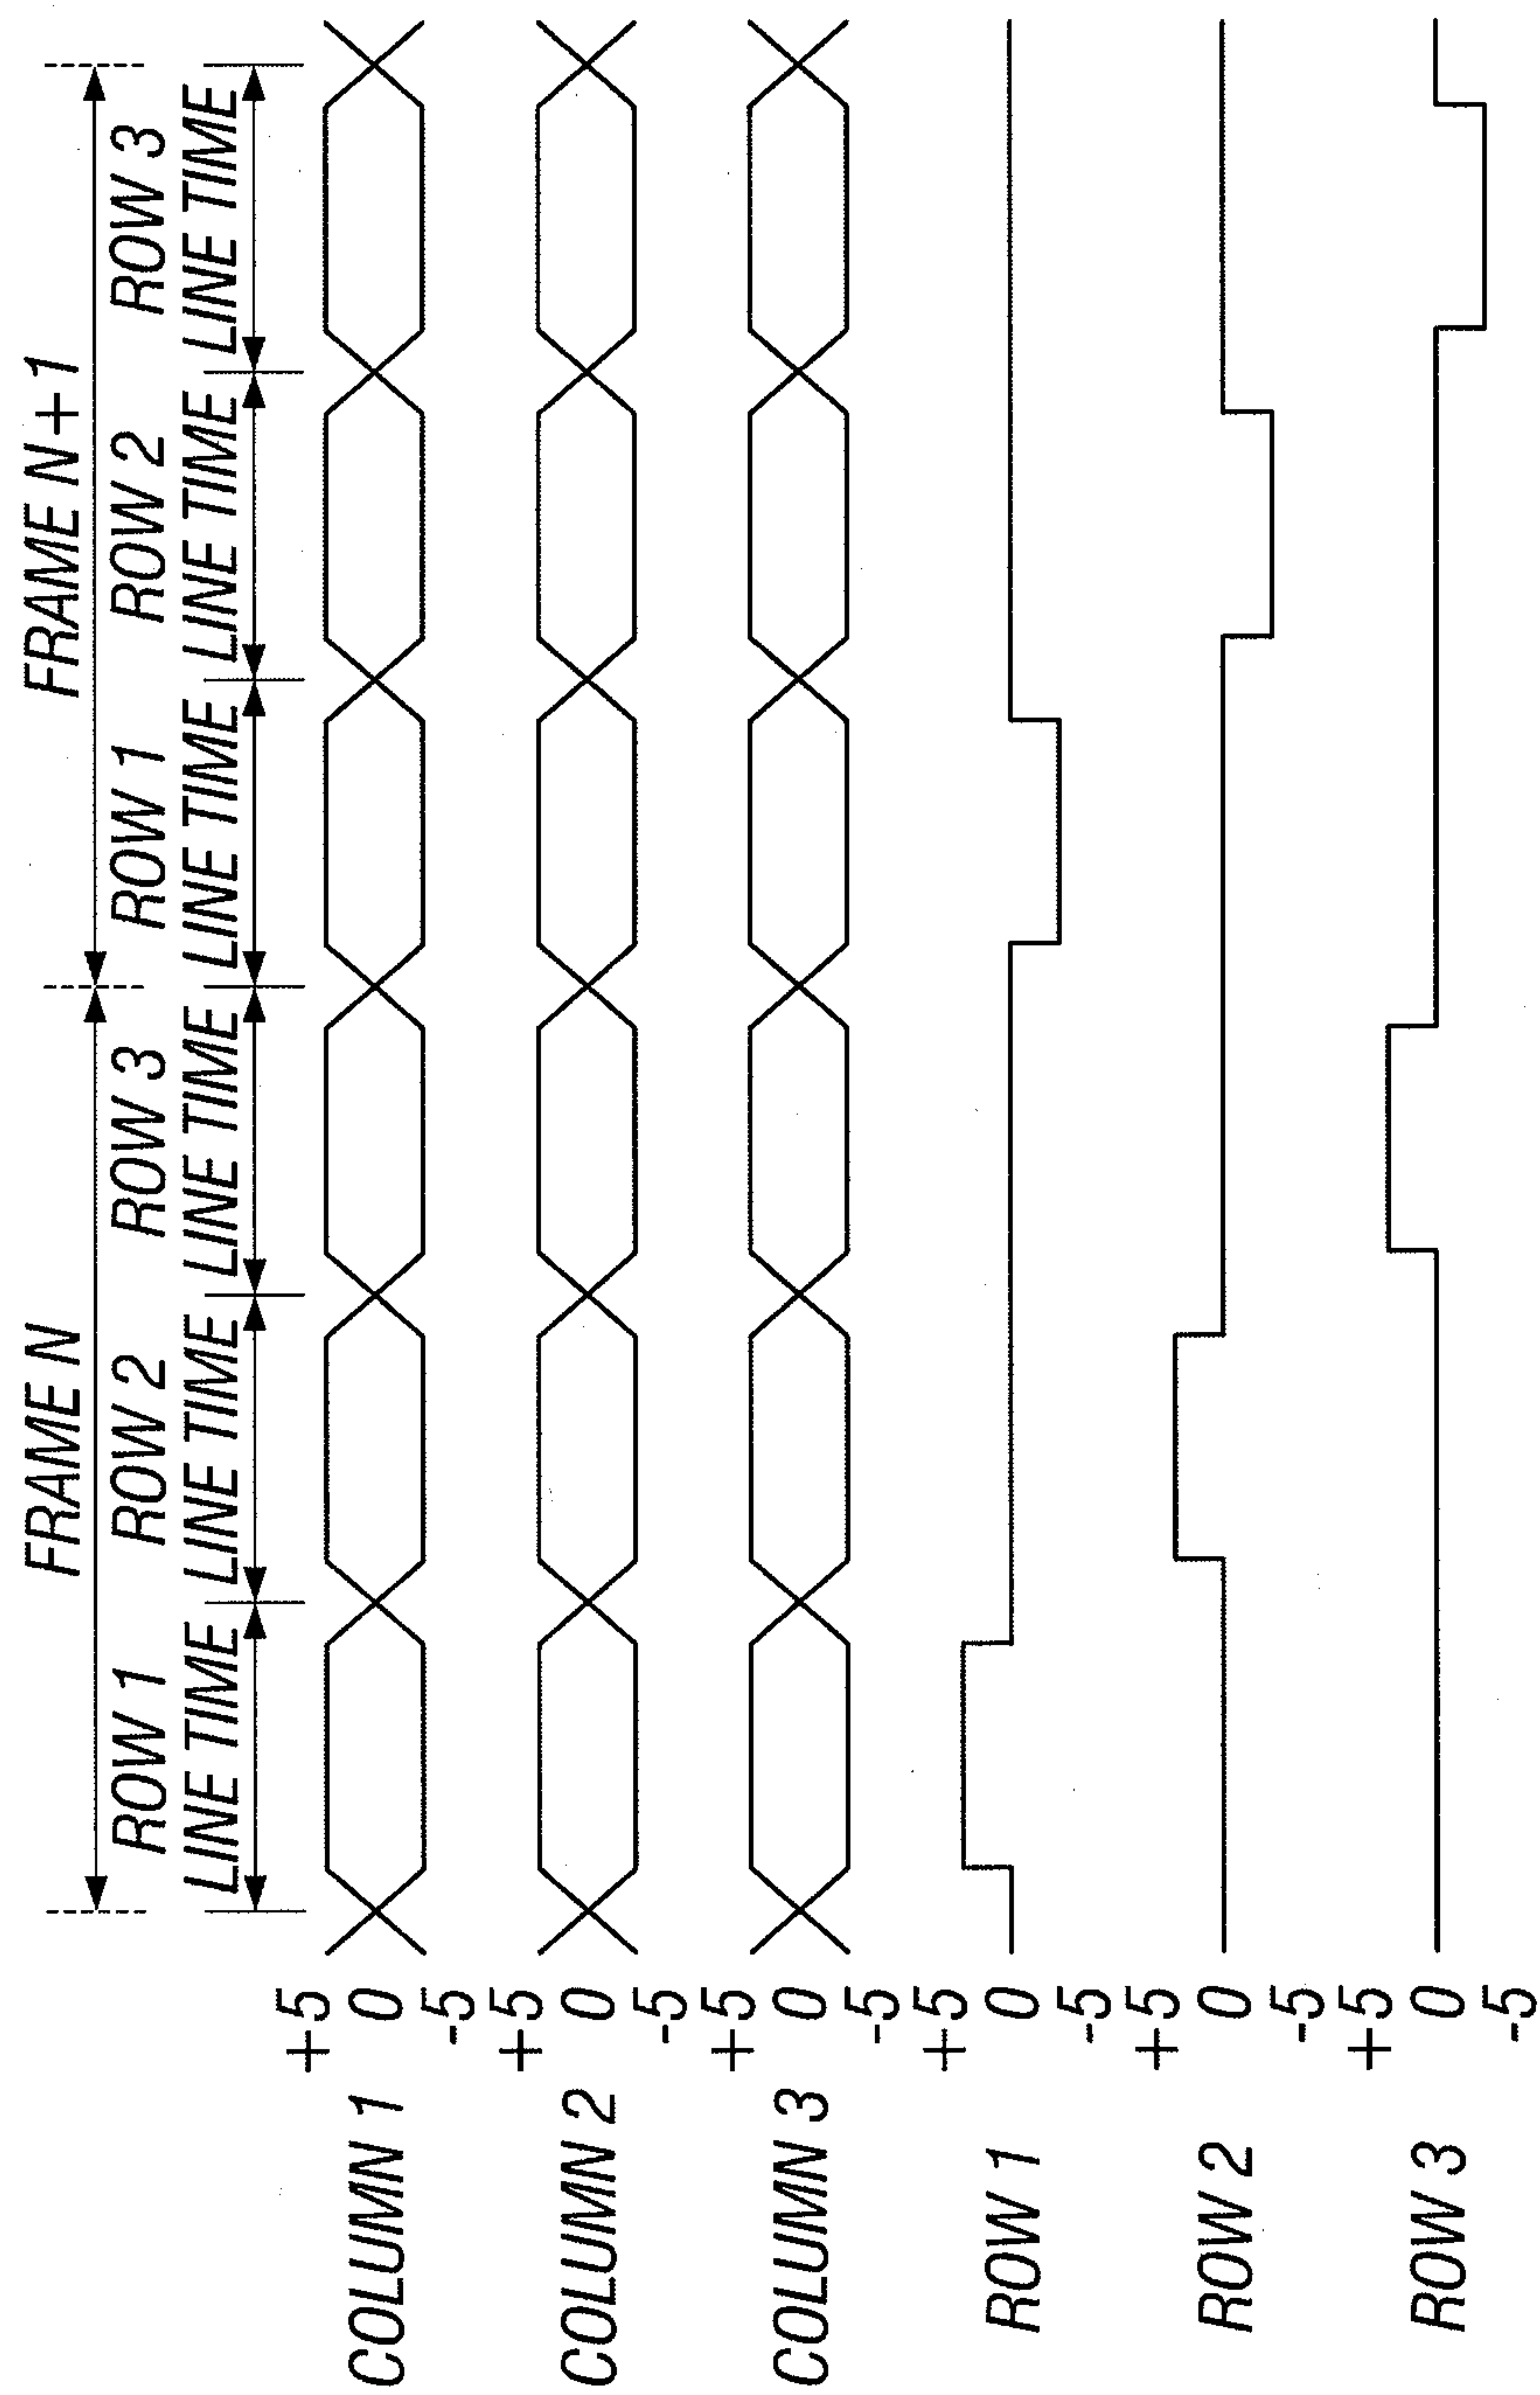 FRAME N
FRAME N+1
ROW 1
ROW 2
ROW 3
ROW 1
ROW 2
ROW 3
LINE TIME
LINE TIME
LINE TIME
LINE TIME
LINE TIME
LINE TIME
COLUMN 1
+5
0
-5
COLUMN 2
+5
0
-5
COLUMN 3
+5
0
-5
ROW 1
+5
0
-5
ROW 2
+5
0
-5
ROW 3
+5
0
-5